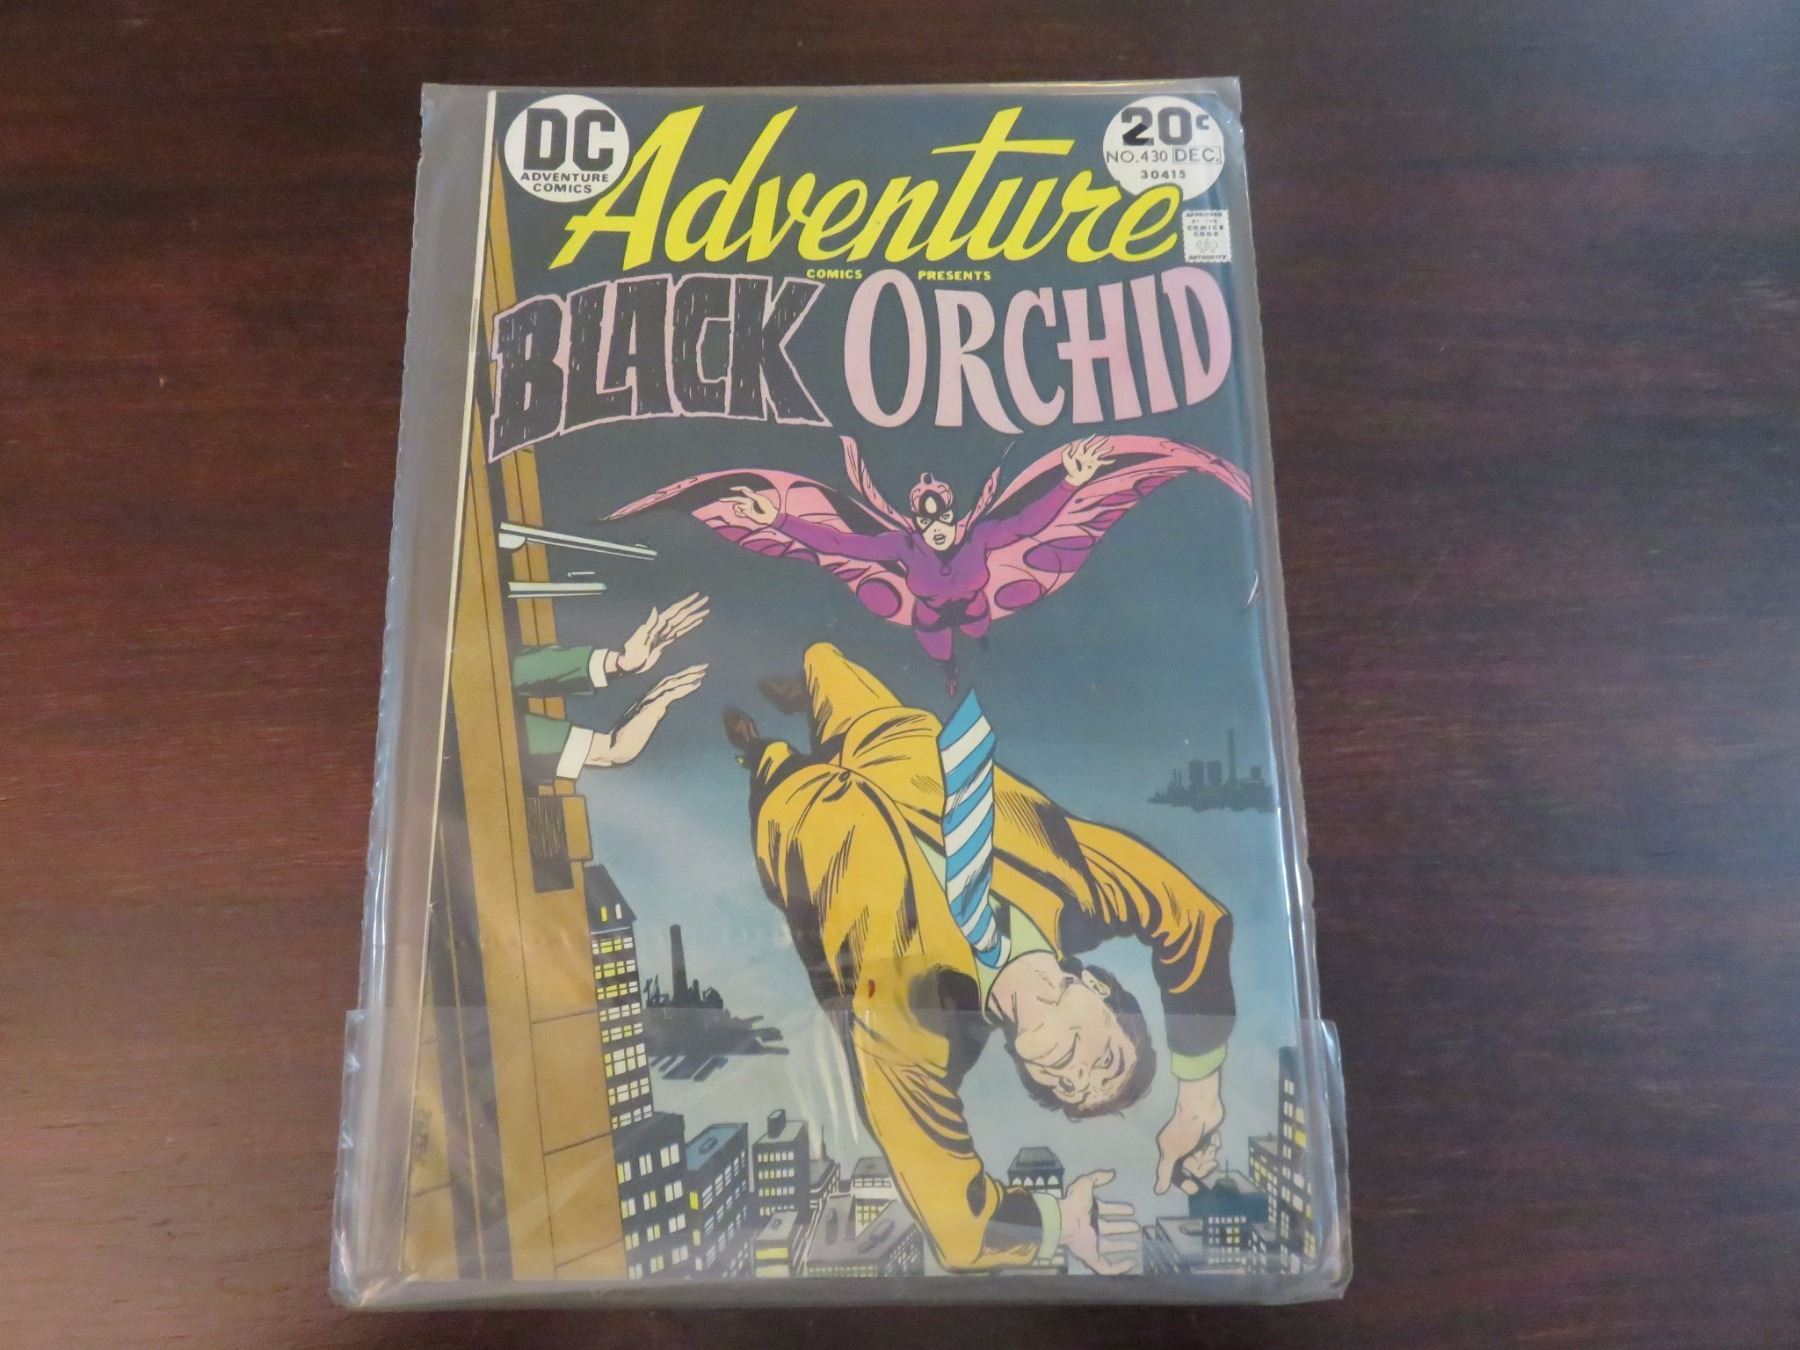 DC
ADVENTURE
COMICS
Adventure
20¢
NO.430 DEC.
30415
APPROVED
BY THE
COMICS
CODE
AUTHORITY
COMICS PRESENTS
BLACK ORCHID